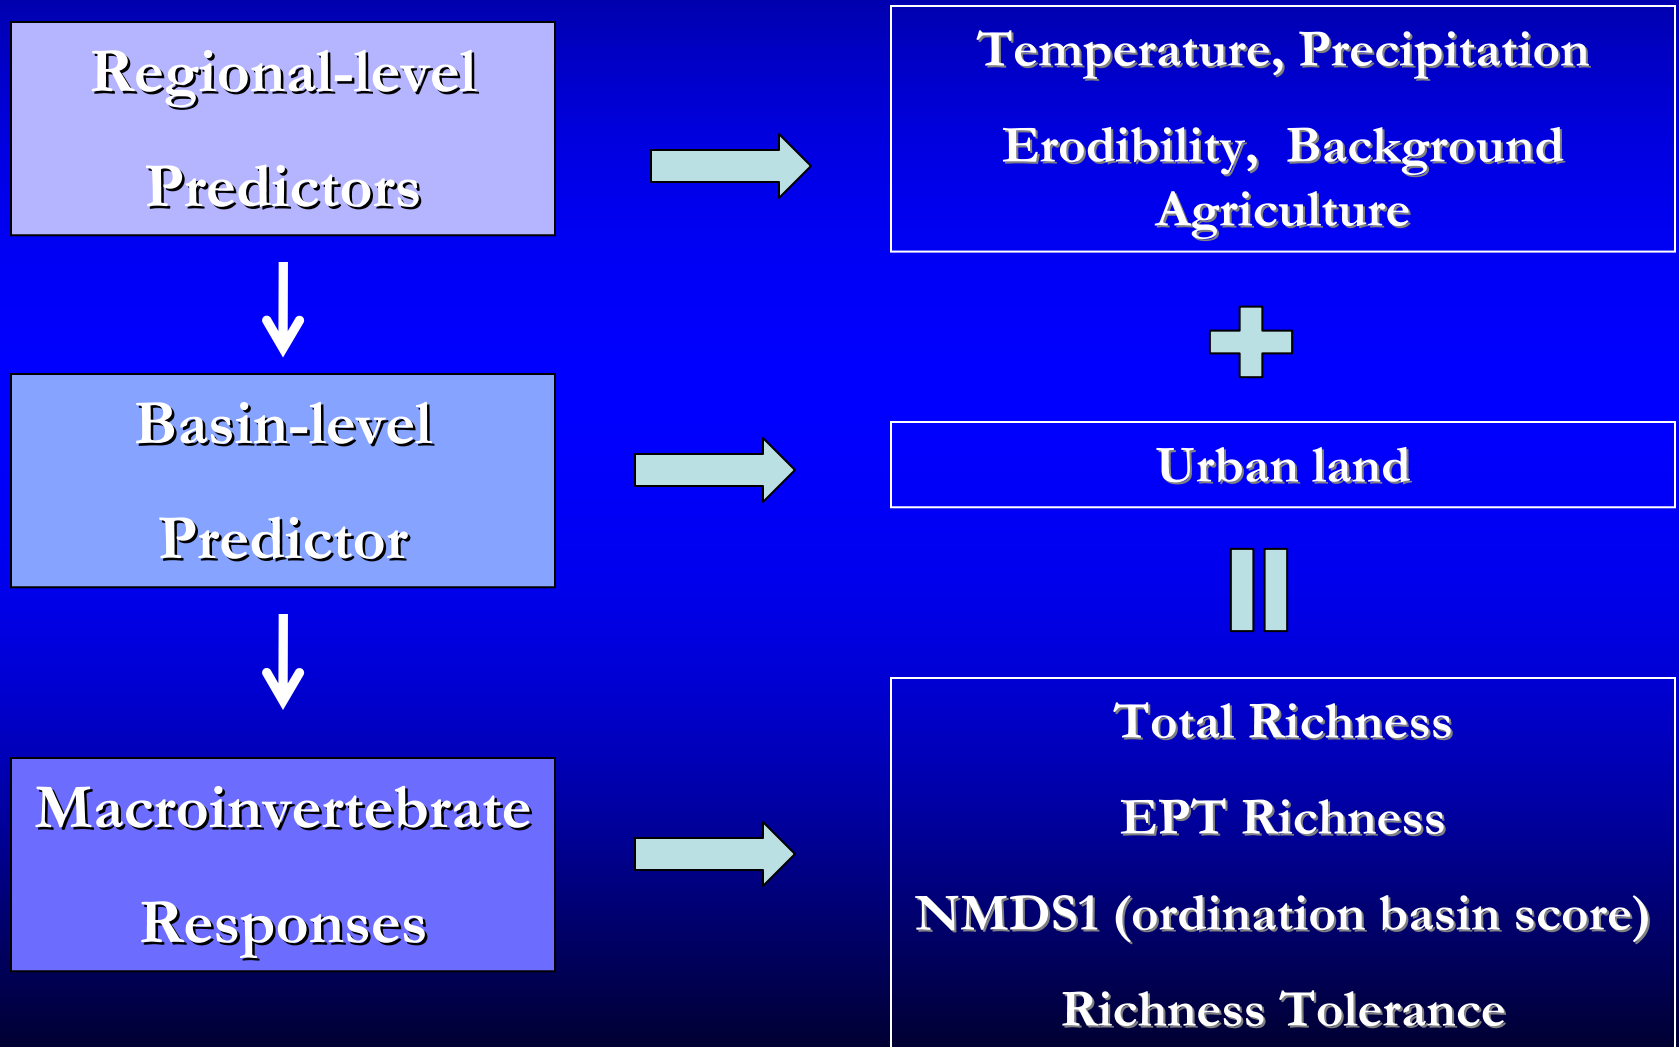 Regional-level
Predictors
Temperature, Precipitation
Erodibility, Background
Agriculture
Basin-level
Predictor
Urban land
Macroinvertebrate
Responses
Total Richness
EPT Richness
NMDS1 (ordination basin score)
Richness Tolerance